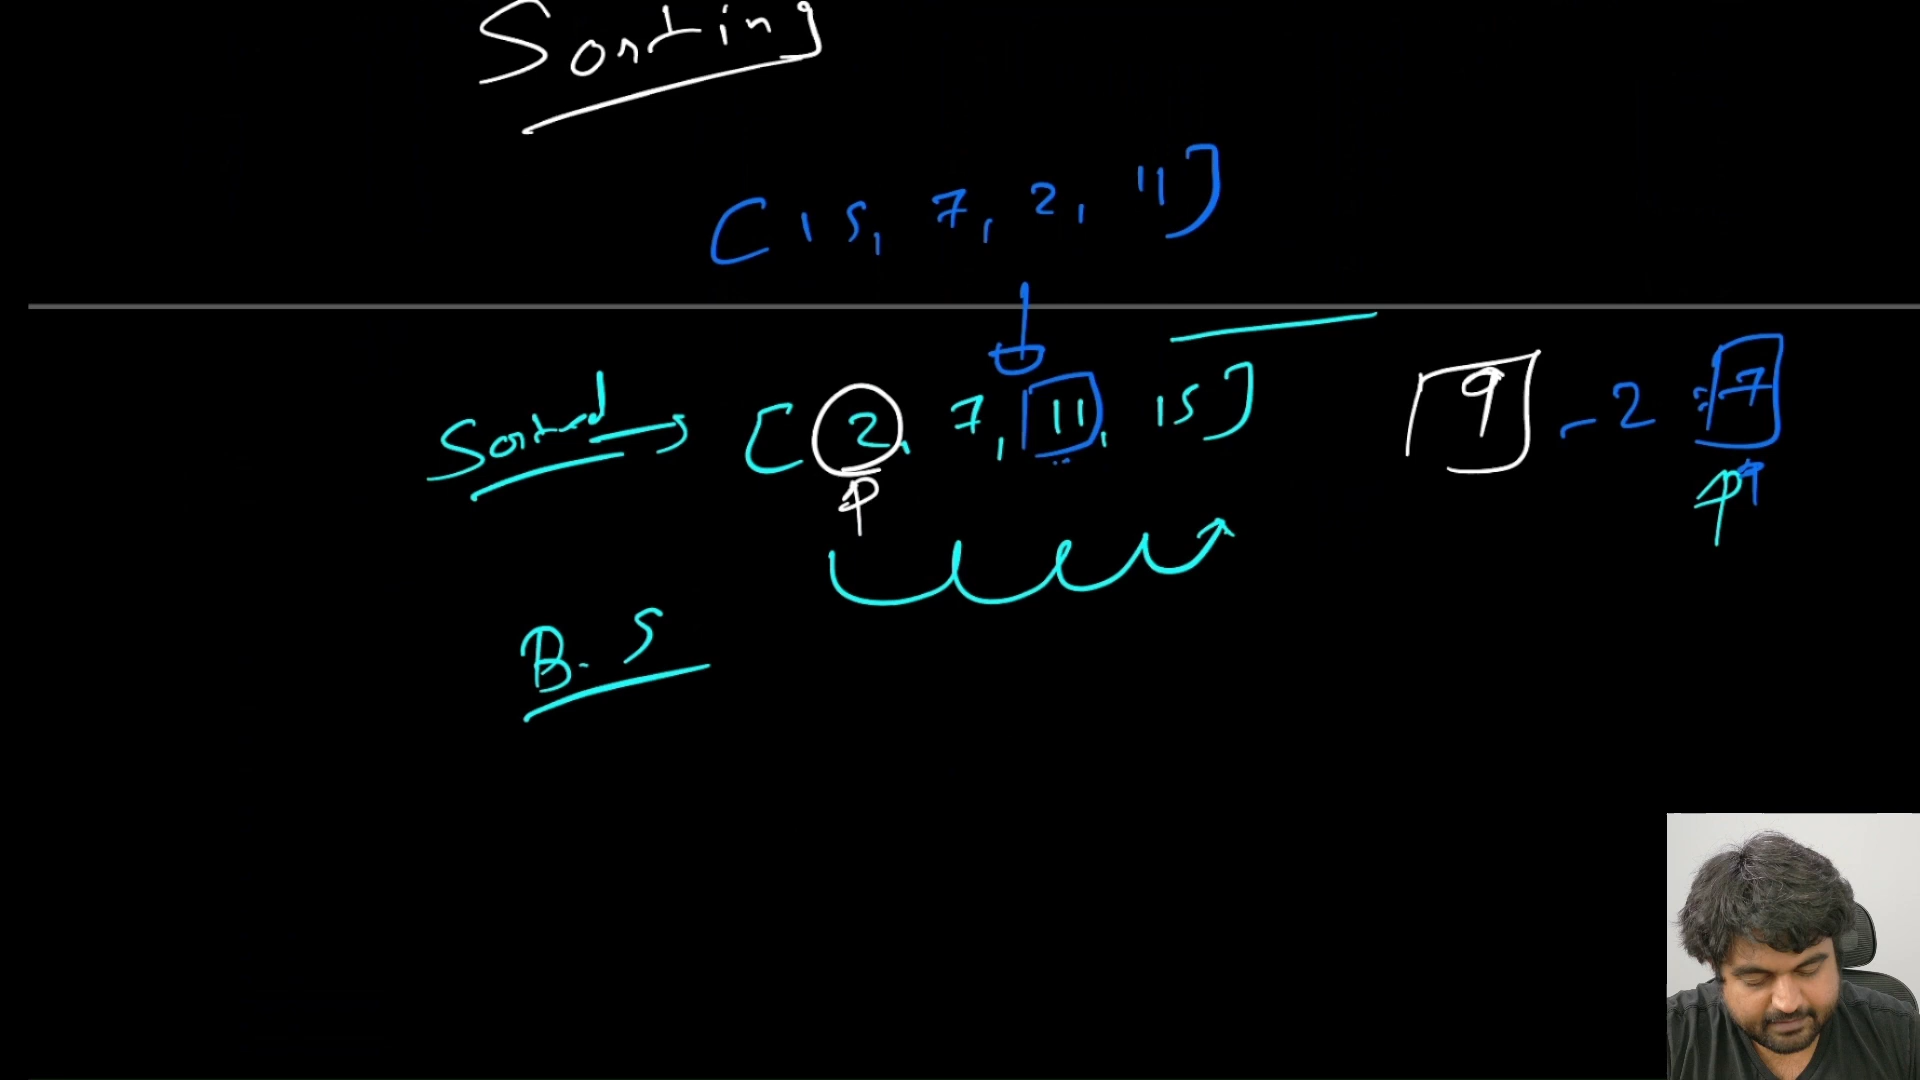 Sorting
[15, 7, 2, 11]
Sorted → [2, 7, 11, 15] 9 - 2 = 7
B.S